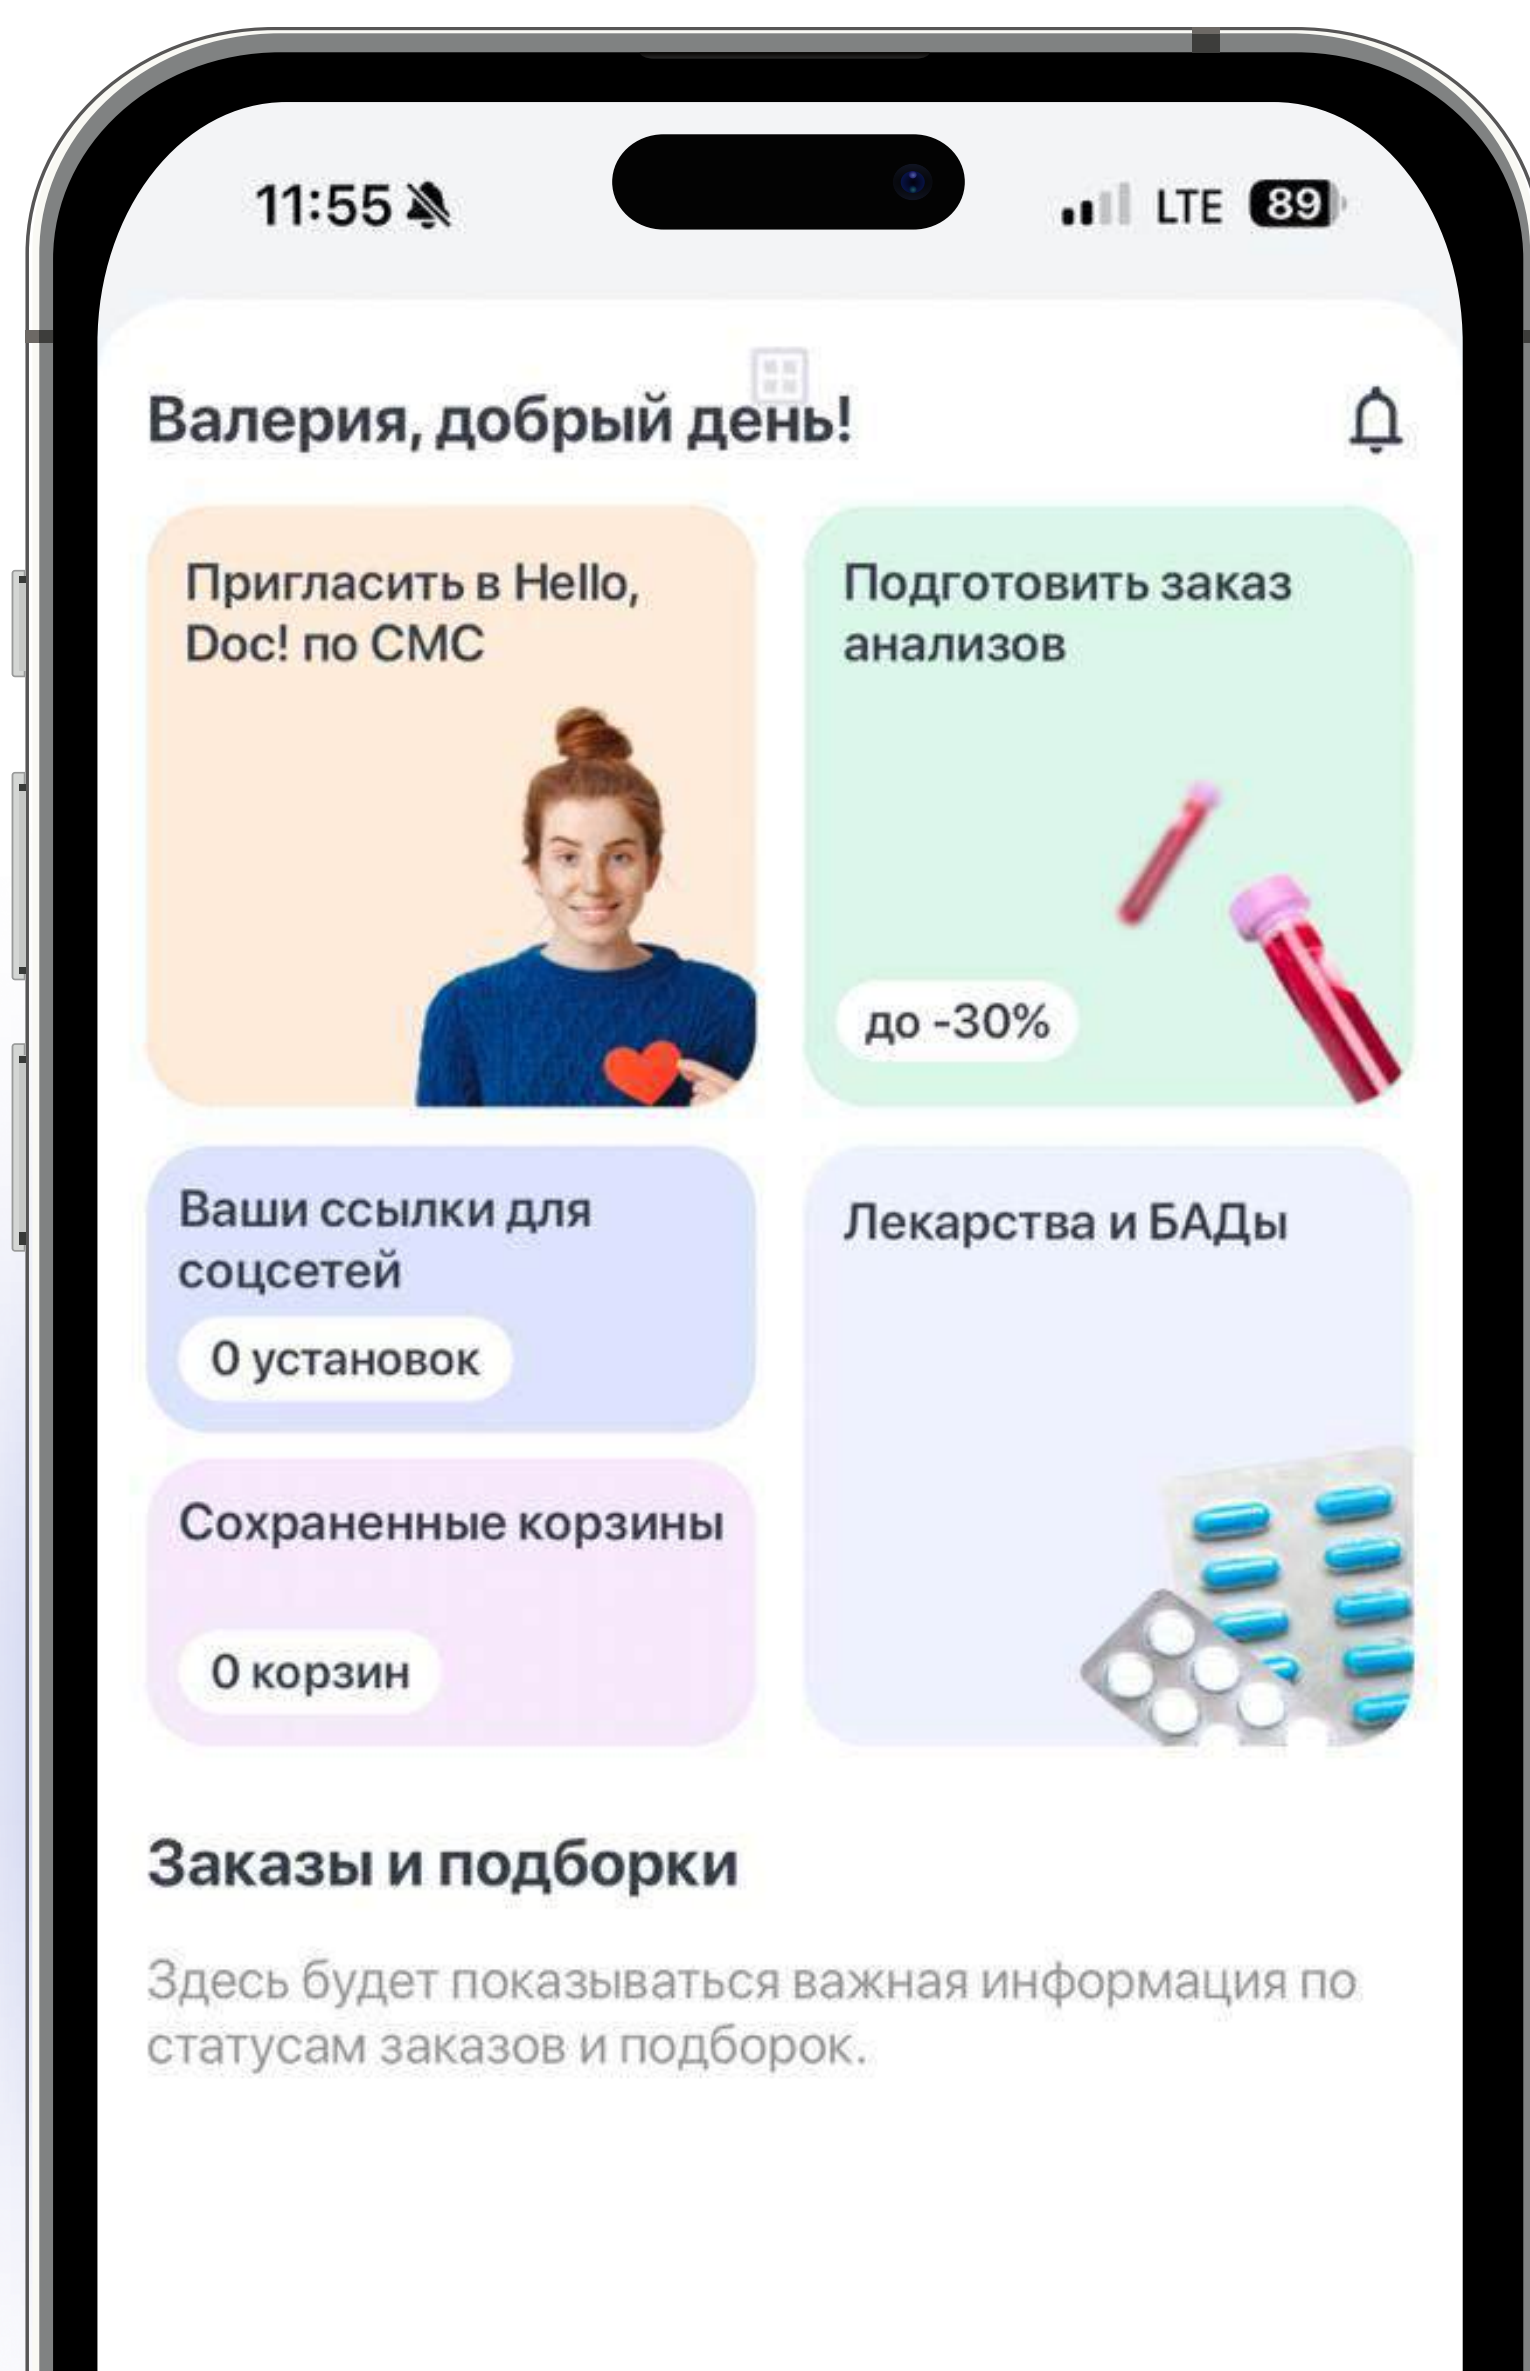 11:55
LTE 89
Валерия, добрый день!
Пригласить в Hello,
Doc! по СМС
Подготовить заказ
анализов
до -30%
Ваши ссылки для
соцсетей
0 установок
Лекарства и БАДы
Сохраненные корзины
0 корзин
Заказы и подборки
Здесь будет показываться важная информация по
статусам заказов и подборок.